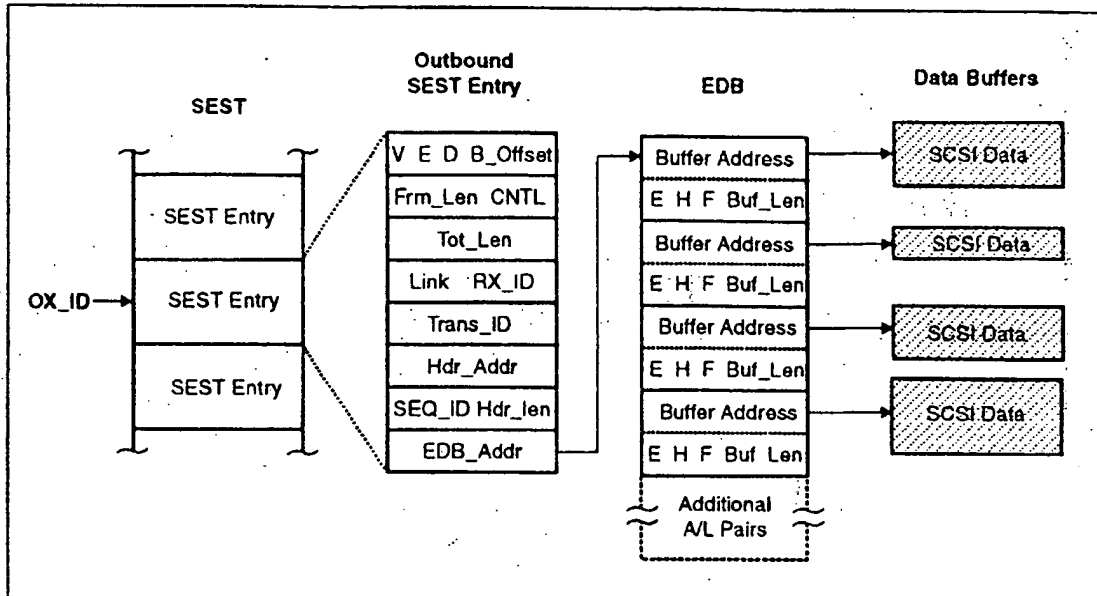 SEST
Outbound
SEST Entry
EDB
Data Buffers
OX_ID
SEST Entry
SEST Entry
SEST Entry
V E D B_Offset
Frm_Len CNTL
Tot_Len
Link RX_ID
Trans_ID
Hdr_Addr
SEQ_ID Hdr_len
EDB_Addr
Buffer Address
E H F Buf_Len
Buffer Address
E H F Buf_Len
Buffer Address
E H F Buf_Len
Buffer Address
E H F Buf Len
Additional
A/L Pairs
SCSI Data
SCSI Data
SCSI Data
SCSI Data